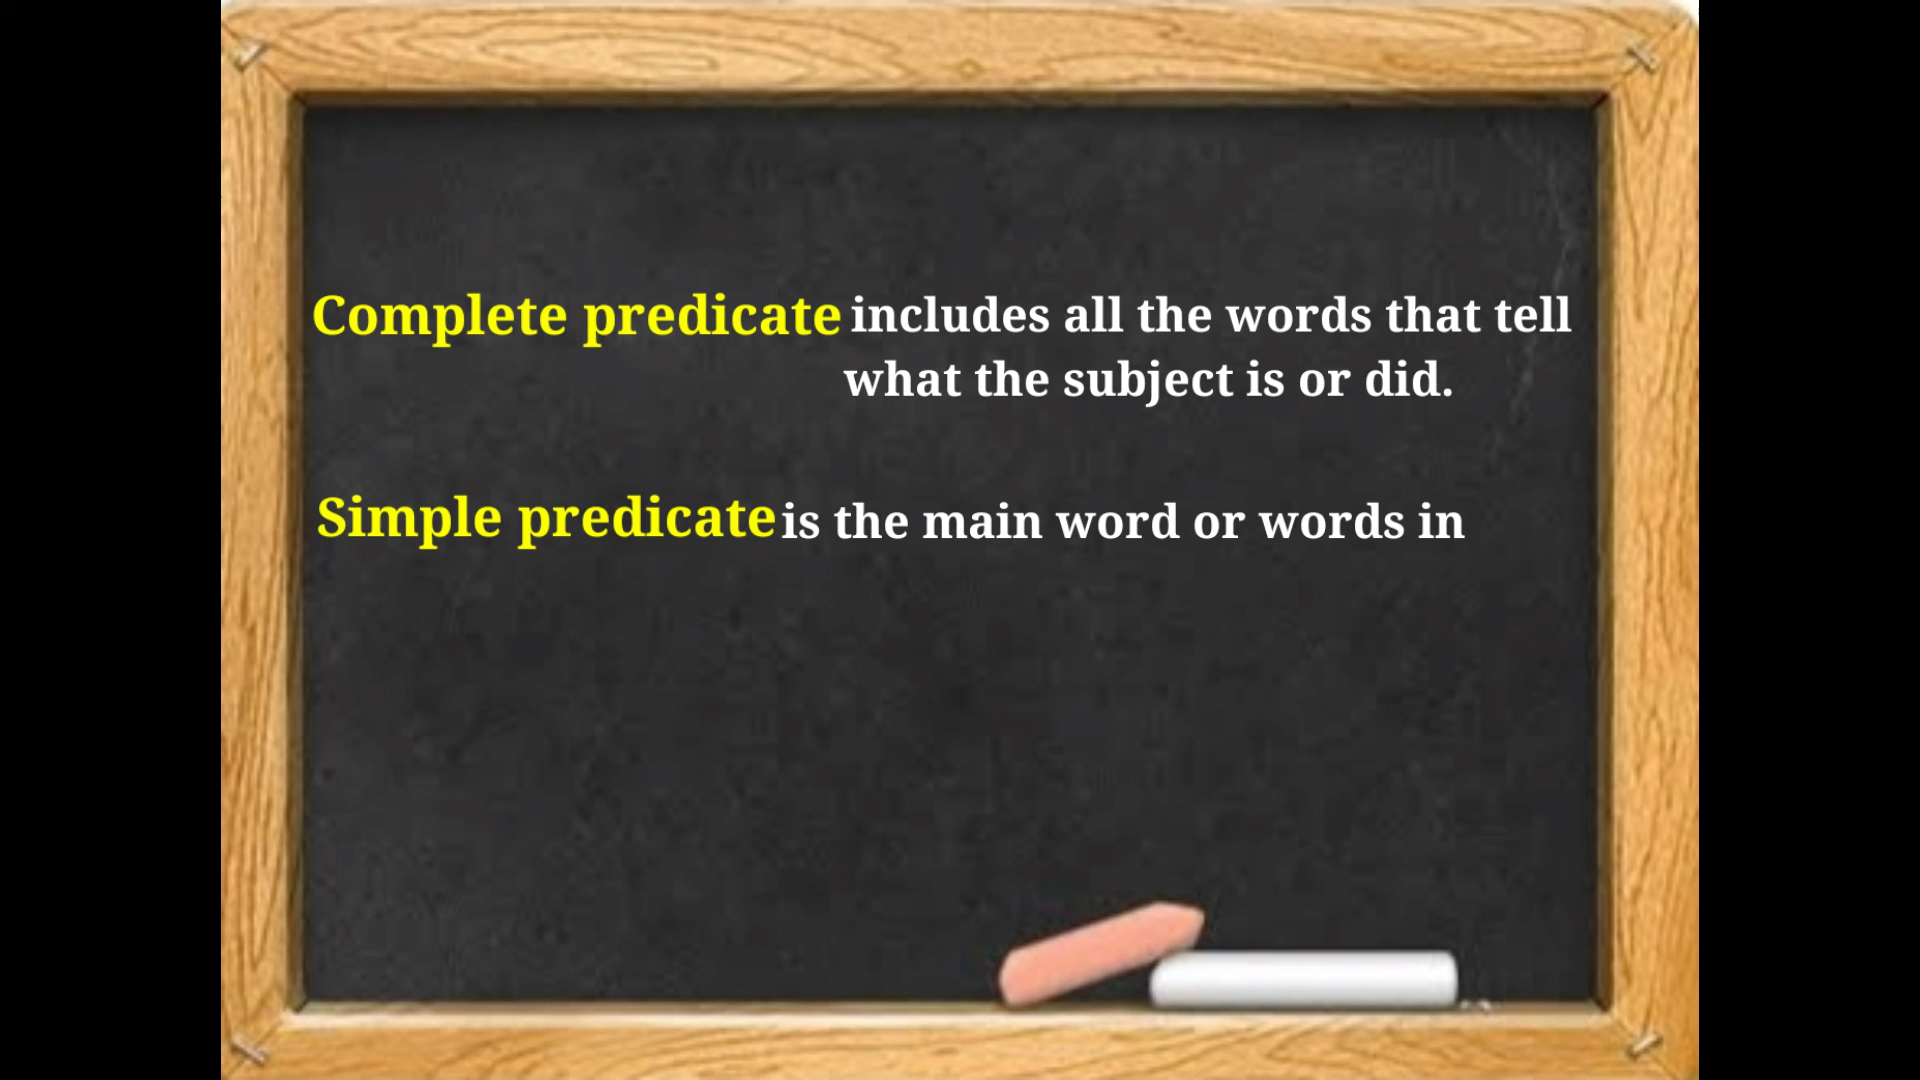 Complete predicate includes all the words that tell
what the subject is or did.
Simple predicate is the main word or words in